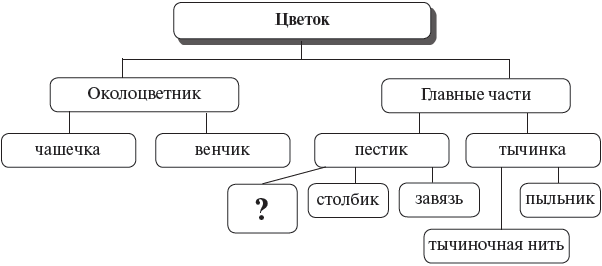 Цветок
Околоцветник
Главные части
чашечка
венчик
пестик
тычинка
?
столбик
завязь
пыльник
тычиночная нить